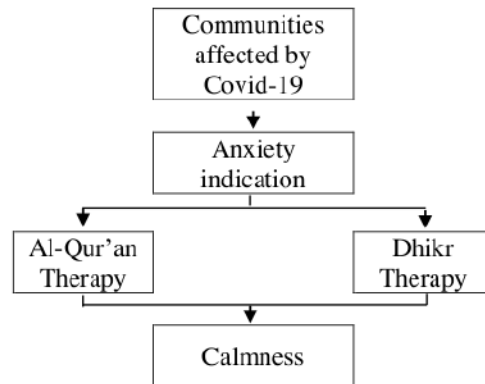 Communities
affected by
Covid-19
Anxiety
indication
Al-Qur'an
Therapy
Dhikr
Therapy
Calmness